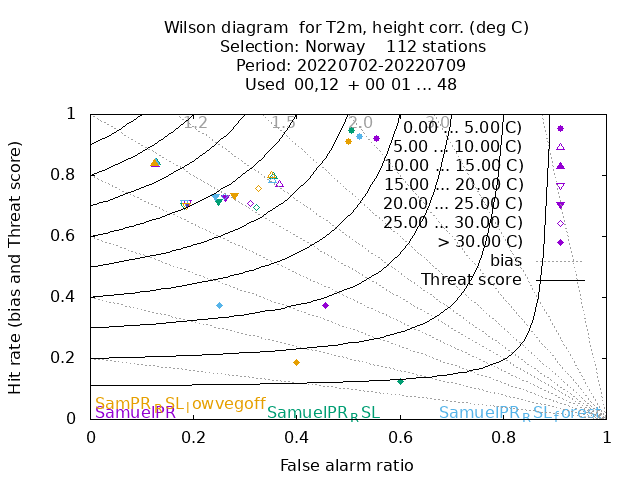 Wilson diagram  for T2m, height corr. (deg C)
Selection: Norway    112 stations
Period: 20220702-20220709
Used  00,12  + 00 01 ... 48
Hit rate (bias and Threat score)
1
0.8
0.6
0.4
0.2
0
1.2
1.5
2.0
3.0
0.00 ... 5.00 C)
5.00 ... 10.00 C)
10.00 ... 15.00 C)
15.00 ... 20.00 C)
20.00 ... 25.00 C)
25.00 ... 30.00 C)
> 30.00 C)
bias
Threat score
SamPR_RSL_lowvegoff
SamuelPR
SamuelPR_RSL
SamuelPR_RSL_forest
0
0.2
0.4
0.6
0.8
1
False alarm ratio